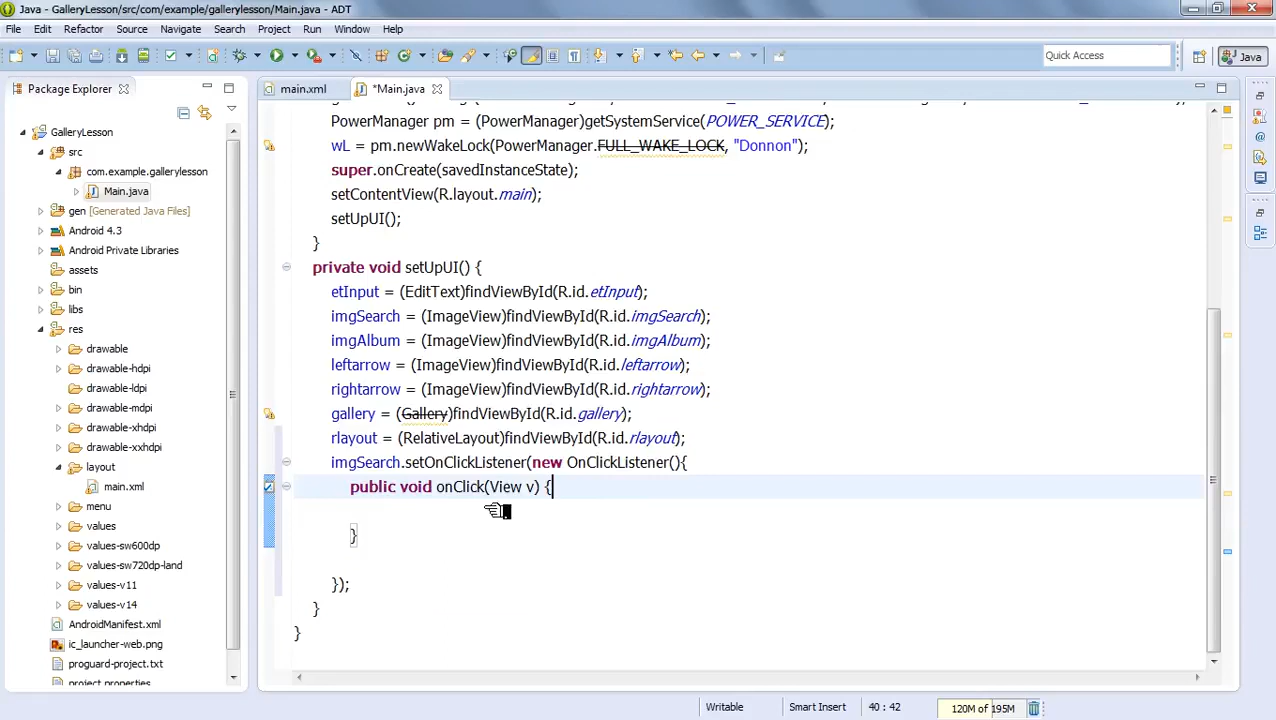 Java - GalleryLesson/src/com/example/gallerylesson/Main.java - ADT
File Edit Refactor Source Navigate Search Project Run Window Help
Quick Access
Java
Package Explorer
main.xml
*Main.java
GalleryLesson
src
com.example.gallerylesson
Main.java
gen [Generated Java Files]
Android 4.3
Android Private Libraries
assets
bin
libs
res
drawable
drawable-hdpi
drawable-ldpi
drawable-mdpi
drawable-xhdpi
drawable-xxhdpi
layout
main.xml
menu
values
values-sw600dp
values-sw720dp-land
values-v11
values-v14
AndroidManifest.xml
ic_launcher-web.png
proguard-project.txt
project.properties
PowerManager pm = (PowerManager)getSystemService(POWER_SERVICE);
wL = pm.newWakeLock(PowerManager.FULL_WAKE_LOCK, "Donnon");
super.onCreate(savedInstanceState);
setContentView(R.layout.main);
setUpUI();
}
private void setUpUI() {
etInput = (EditText)findViewById(R.id.etInput);
imgSearch = (ImageView)findViewById(R.id.imgSearch);
imgAlbum = (ImageView)findViewById(R.id.imgAlbum);
leftarrow = (ImageView)findViewById(R.id.leftarrow);
rightarrow = (ImageView)findViewById(R.id.rightarrow);
gallery = (Gallery)findViewById(R.id.gallery);
rlayout = (RelativeLayout)findViewById(R.id.rlayout);
imgSearch.setOnClickListener(new OnClickListener(){
public void onClick(View v) {
}
});
}
}
Writable
Smart Insert
40 : 42
120M of 195M